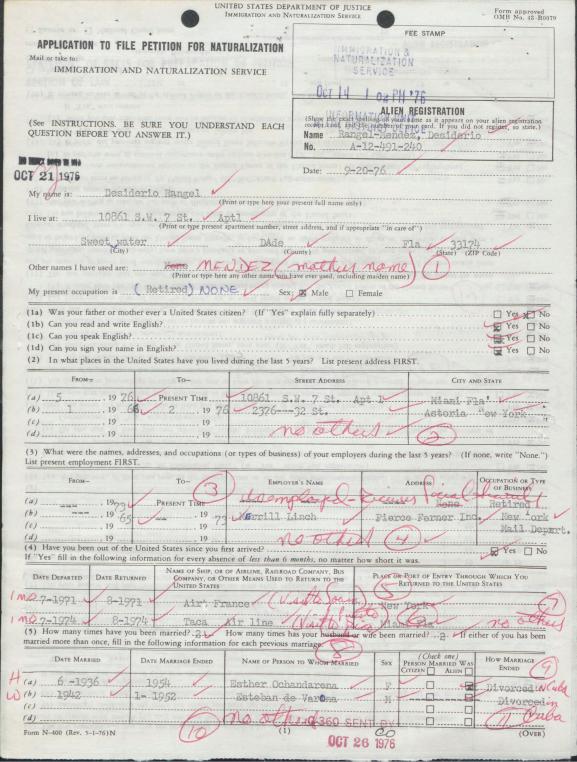 UNITED STATES DEPARTMENT OF JUSTICE
IMMIGRATION AND NATURALIZATION SERVICE
Form approved
OMB No. 43-R0079
FEE STAMP
APPLICATION TO FILE PETITION FOR NATURALIZATION
Mail or take to:
IMMIGRATION AND NATURALIZATION SERVICE
IMMIGRATION &
NATURALIZATION
SERVICE
Oct 14 1 02 PM '76
INFORMATION
(See INSTRUCTIONS. BE SURE YOU UNDERSTAND EACH QUESTION BEFORE YOU ANSWER IT.)
ALIEN REGISTRATION
(Show the exact spelling of your name as it appears on your alien registration
receipt card, and the number of your card. If you did not register, so state.)
Name Rangel-Mendez, Desiderio
No. A-12-491-240
OCT 21 1976
Date: 9-20-76
My name is: Desiderio Rangel
(Print or type here your present full name only)
I live at: 10861 S.W. 7 St. Apt1
(Print or type present apartment number, street address, and if appropriate "in care of")
Sweet water DAde Fla 33174
(City) (County) (State) (ZIP Code)
Other names I have used are: None MENDEZ (mothers name) 1
(Print or type here any other name you have ever used, including maiden name)
My present occupation is (Retired) NONE Sex: Male Female
(1a) Was your father or mother ever a United States citizen? (If "Yes" explain fully separately) Yes No
(1b) Can you read and write English? Yes No
(1c) Can you speak English? Yes No
(1d) Can you sign your name in English? Yes No
(2) In what places in the United States have you lived during the last 5 years? List present address FIRST.
FROM— TO— STREET ADDRESS CITY AND STATE
(a) 5 , 19 76 PRESENT TIME 10861 S.W. 7 St. Apt 1 Miami Fla
(b) 1 , 19 66 2 , 19 76 2376---32 St. Astoria New York
(c) , 19 , 19
(d) , 19 , 19 no others 2
(3) What were the names, addresses, and occupations (or types of business) of your employers during the last 5 years? (If none, write "None.")
List present employment FIRST.
FROM— TO— EMPLOYER'S NAME ADDRESS OCCUPATION OR TYPE OF BUSINESS
(a) --- , 19 73 PRESENT TIME 3 Unemployed - Receives Social Security None Retired
(b) --- , 19 65 -- , 19 73 Merrill Linch Pierce Ferner Inc. New York
Mail Depart.
(c) , 19 , 19
(d) , 19 , 19 no others 4
(4) Have you been out of the United States since you first arrived? Yes No
If "Yes" fill in the following information for every absence of less than 6 months, no matter how short it was.
DATE DEPARTED DATE RETURNED NAME OF SHIP, OR OF AIRLINE, RAILROAD COMPANY, BUS COMPANY, OR OTHER MEANS USED TO RETURN TO THE UNITED STATES PLACE OR PORT OF ENTRY THROUGH WHICH YOU RETURNED TO THE UNITED STATES
1 mo 7-1971 8-1971 Air France New York 7
1 mo 7-1974 8-1974 Taca Air line no others
(5) How many times have you been married? 2 How many times has your husband or wife been married? 2 If either of you has been
married more than once, fill in the following information for each previous marriage. 8
DATE MARRIED DATE MARRIAGE ENDED NAME OF PERSON TO WHOM MARRIED SEX (Check one) PERSON MARRIED WAS CITIZEN ALIEN HOW MARRIAGE ENDED 9
H (a) 6 -1936 1954 Esther Ochandarena F Divorced in Cuba
W (b) 1942 1- 1952 Esteban de Varona M Divorced in Cuba
(c)
(d) 10 no others 11
G360 SENT BY
OCT 26 1976
Form N-400 (Rev. 5-1-76)N
(1)
(OVER)